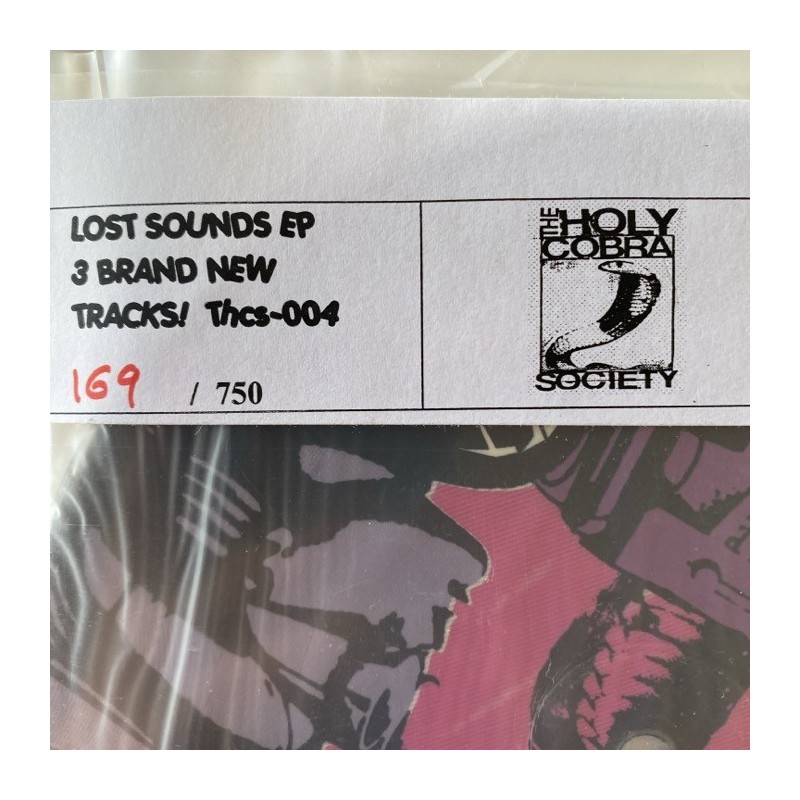 LOST SOUNDS EP
3 BRAND NEW
TRACKS! Thcs-004
169 / 750
THE HOLY
COBRA
SOCIETY